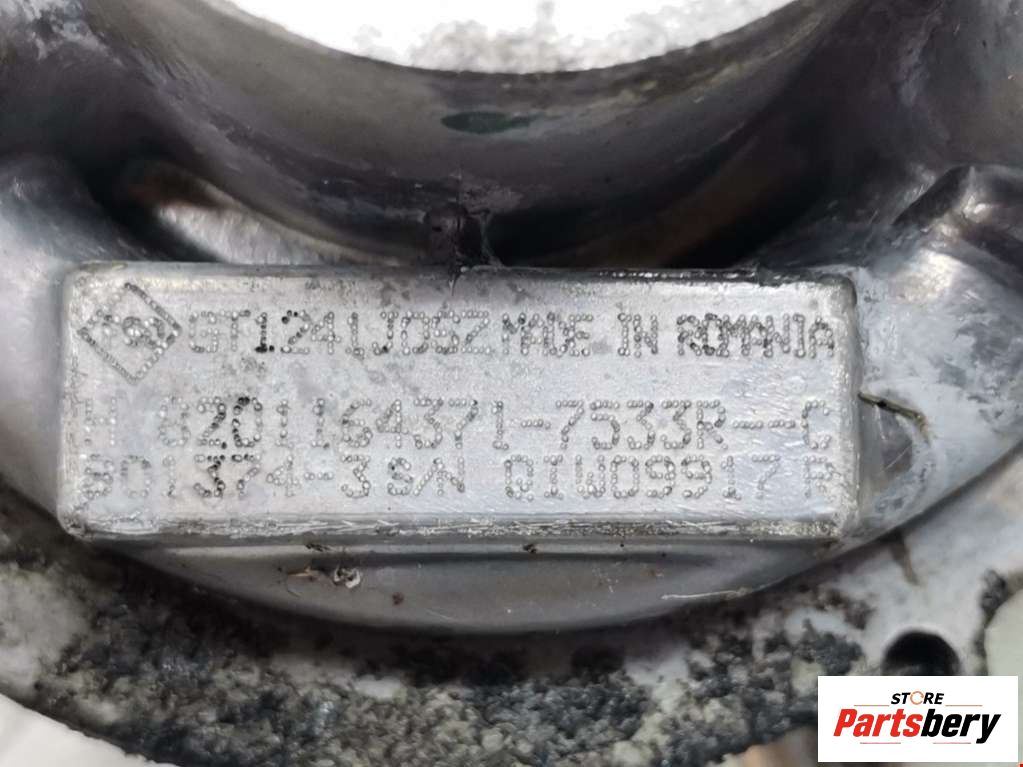 GT1241JDSZ MADE IN ROMANIA
H 8201164371-7533R--C
801374-3 S/N QIW09917 P
STORE
Partsbery